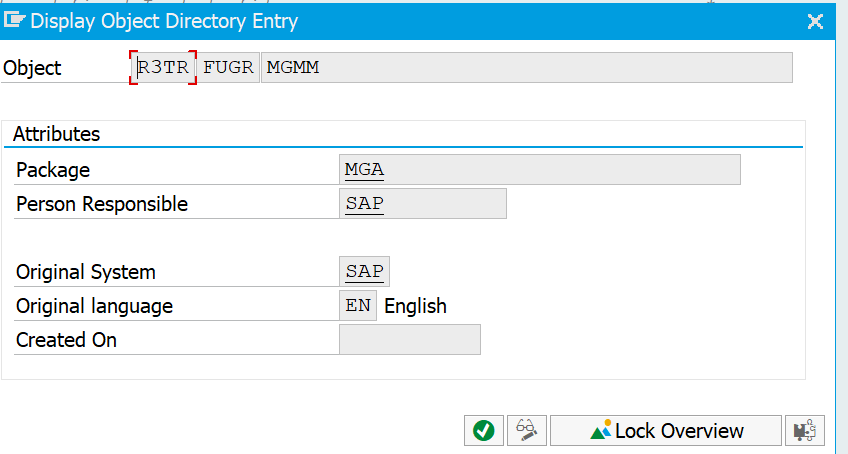 Display Object Directory Entry
Object R3TR FUGR MGMM
Attributes
Package MGA
Person Responsible SAP
Original System SAP
Original language EN English
Created On
Lock Overview